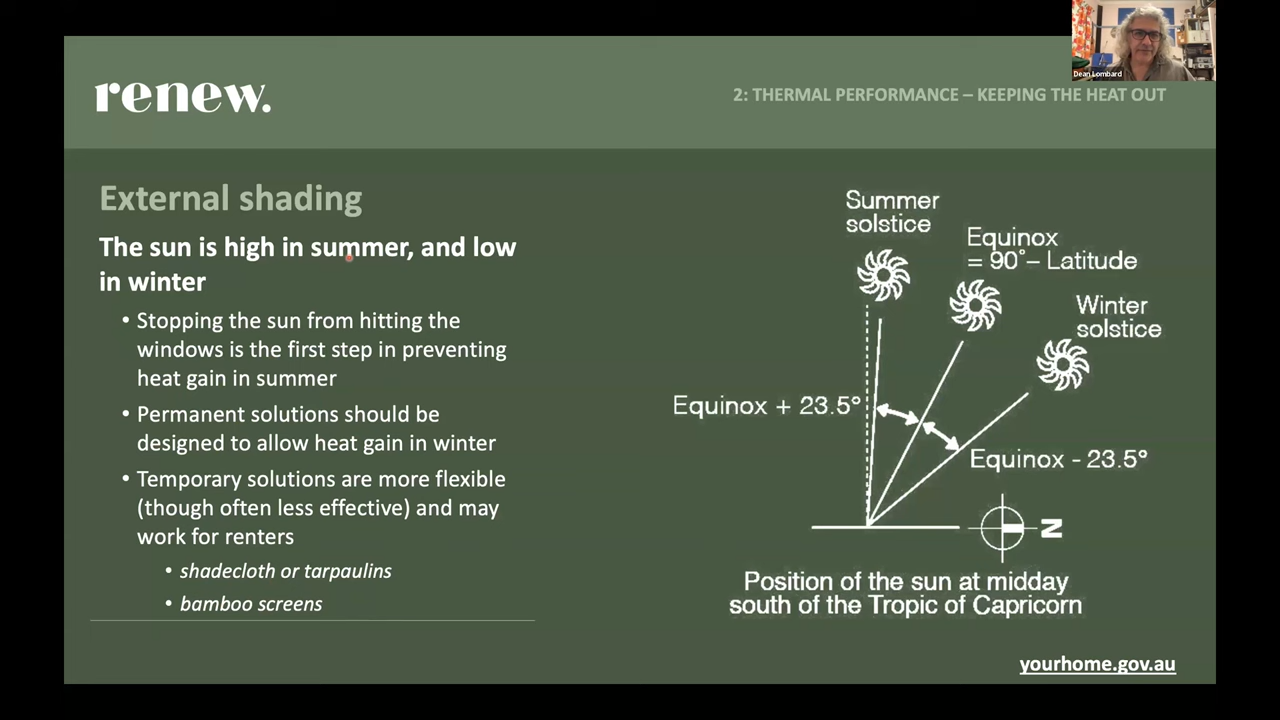 Dean Lombard
renew.
2: THERMAL PERFORMANCE – KEEPING THE HEAT OUT
External shading
The sun is high in summer, and low
in winter
• Stopping the sun from hitting the
windows is the first step in preventing
heat gain in summer
• Permanent solutions should be
designed to allow heat gain in winter
• Temporary solutions are more flexible
(though often less effective) and may
work for renters
• shadecloth or tarpaulins
• bamboo screens
Summer
solstice
Equinox
= 90°– Latitude
Winter
solstice
Equinox + 23.5°
Equinox - 23.5°
N
Position of the sun at midday
south of the Tropic of Capricorn
yourhome.gov.au